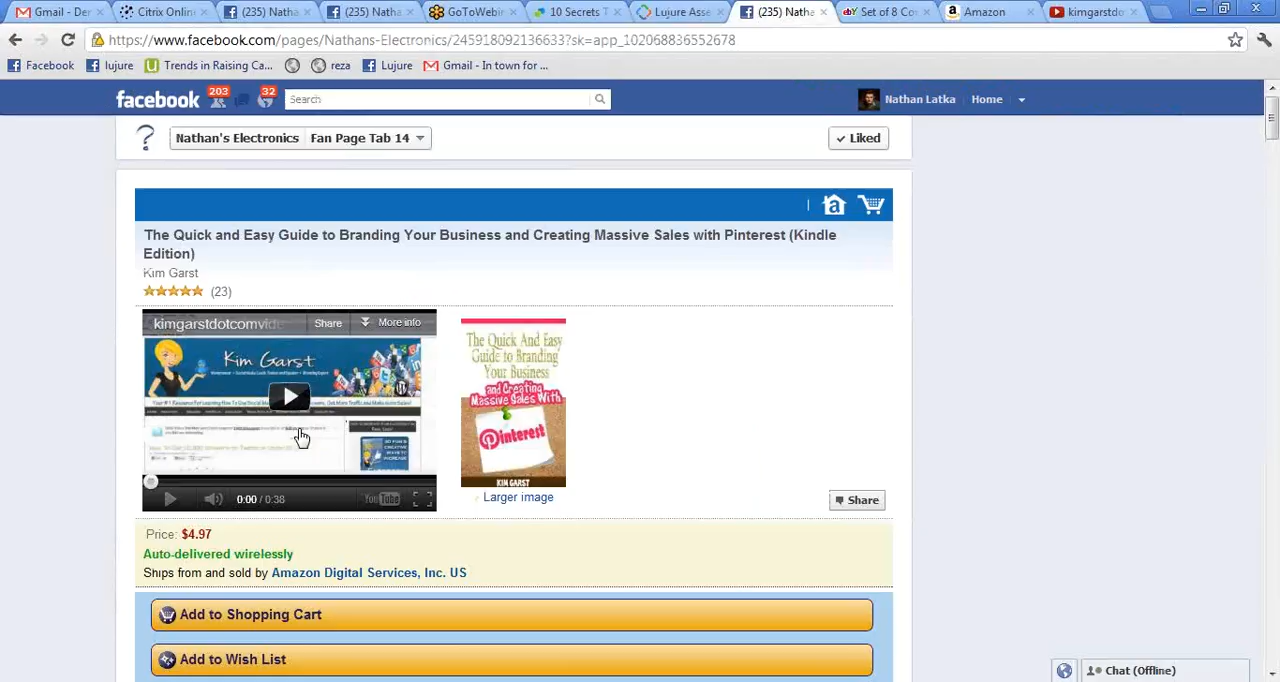 Gmail - Der
Citrix Onlin
(235) Natha
(235) Natha
GoToWebin
10 Secrets T
Lujure Asse
(235) Natha
Set of 8 Co
Amazon
kimgarstdo
https://www.facebook.com/pages/Nathans-Electronics/245918092136633?sk=app_102068836552678
Facebook
lujure
Trends in Raising Ca...
reza
Lujure
Gmail - In town for ...
facebook
203
32
Search
Nathan Latka
Home
Nathan's Electronics
Fan Page Tab 14
Liked
The Quick and Easy Guide to Branding Your Business and Creating Massive Sales with Pinterest (Kindle
Edition)
Kim Garst
(23)
kimgarstdotcomvide
Share
More info
Kim Garst
0:00 / 0:38
YouTube
The Quick And Easy
Guide to Branding
Your Business
and Creating
Massive Sales With
Pinterest
KIM GARST
Larger image
Share
Price: $4.97
Auto-delivered wirelessly
Ships from and sold by Amazon Digital Services, Inc. US
Add to Shopping Cart
Add to Wish List
Chat (Offline)